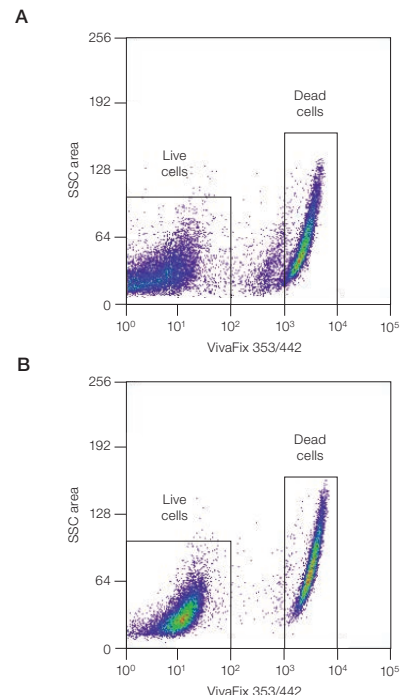 A
256
192
128
64
0
SSC area
Live
cells
Dead
cells
10⁰ 10¹ 10² 10³ 10⁴ 10⁵
VivaFix 353/442
B
256
192
128
64
0
SSC area
Live
cells
Dead
cells
10⁰ 10¹ 10² 10³ 10⁴ 10⁵
VivaFix 353/442